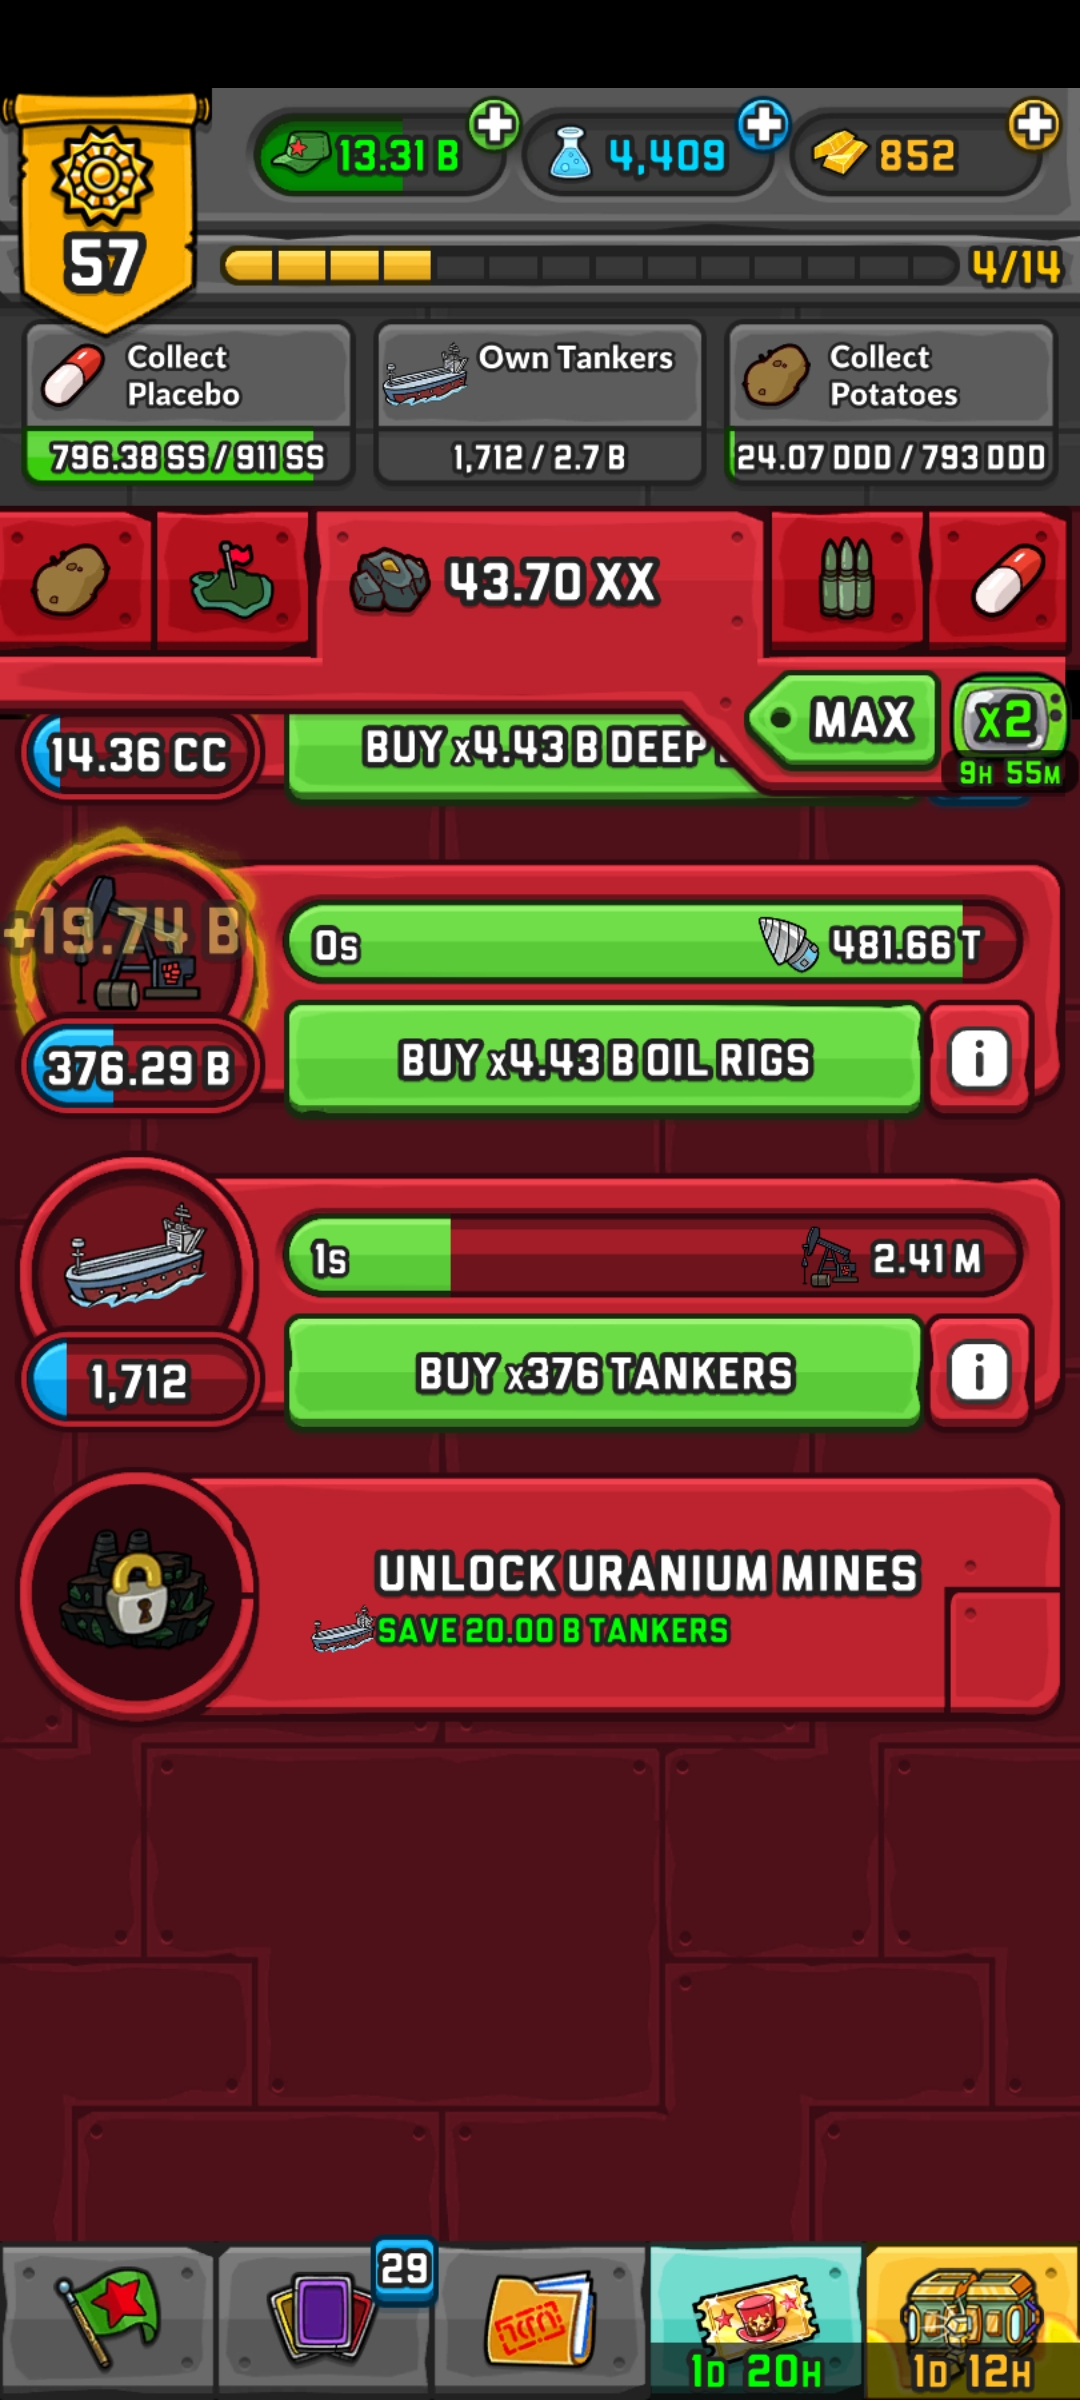 13.31 B
4,409
852
57
4/14
Collect
Placebo
796.38 SS / 911 SS
Own Tankers
1,712 / 2.7 B
Collect
Potatoes
24.07 DDD / 793 DDD
43.70 XX
MAX
x2
9H 55M
14.36 CC
BUY x4.43 B DEEP
+19.74 B
0s
481.66 T
376.29 B
BUY x4.43 B OIL RIGS
i
1s
2.41 M
1,712
BUY x376 TANKERS
i
UNLOCK URANIUM MINES
SAVE 20.00 B TANKERS
29
1D 20H
1D 12H